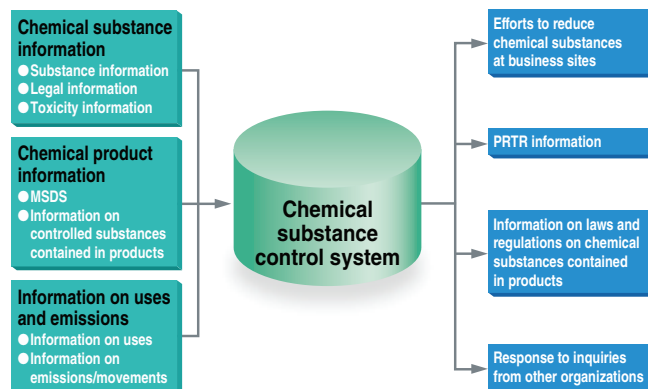 Chemical substance
information
●Substance information
●Legal information
●Toxicity information
Chemical product
information
●MSDS
●Information on
controlled substances
contained in products
Information on uses
and emissions
●Information on uses
●Information on
emissions/movements
Chemical
substance
control system
Efforts to reduce
chemical substances
at business sites
PRTR information
Information on laws and
regulations on chemical
substances contained
in products
Response to inquiries
from other organizations